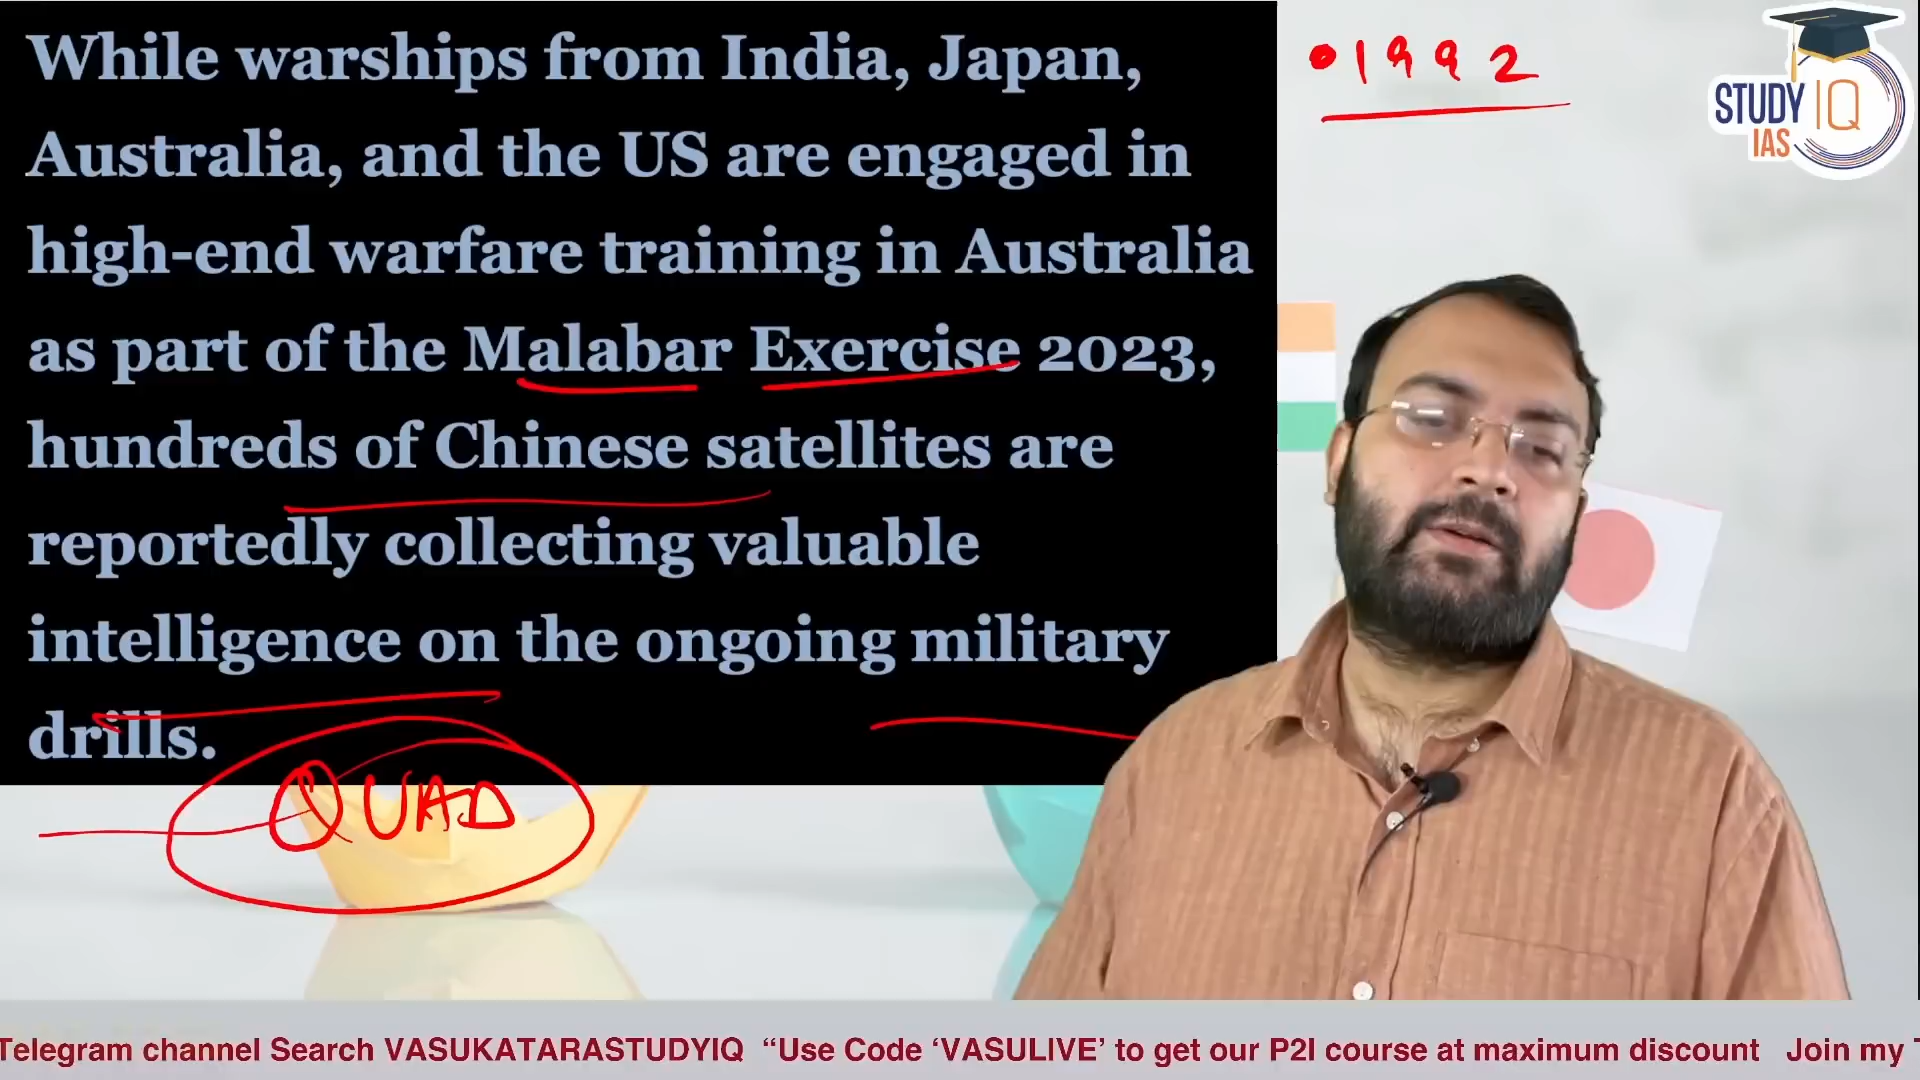 While warships from India, Japan,
Australia, and the US are engaged in
high-end warfare training in Australia
as part of the Malabar Exercise 2023,
hundreds of Chinese satellites are
reportedly collecting valuable
intelligence on the ongoing military
drills.
QUAD
1992
STUDY IQ
IAS
Telegram channel Search VASUKATARASTUDYIQ “Use Code ‘VASULIVE’ to get our P2I course at maximum discount Join my